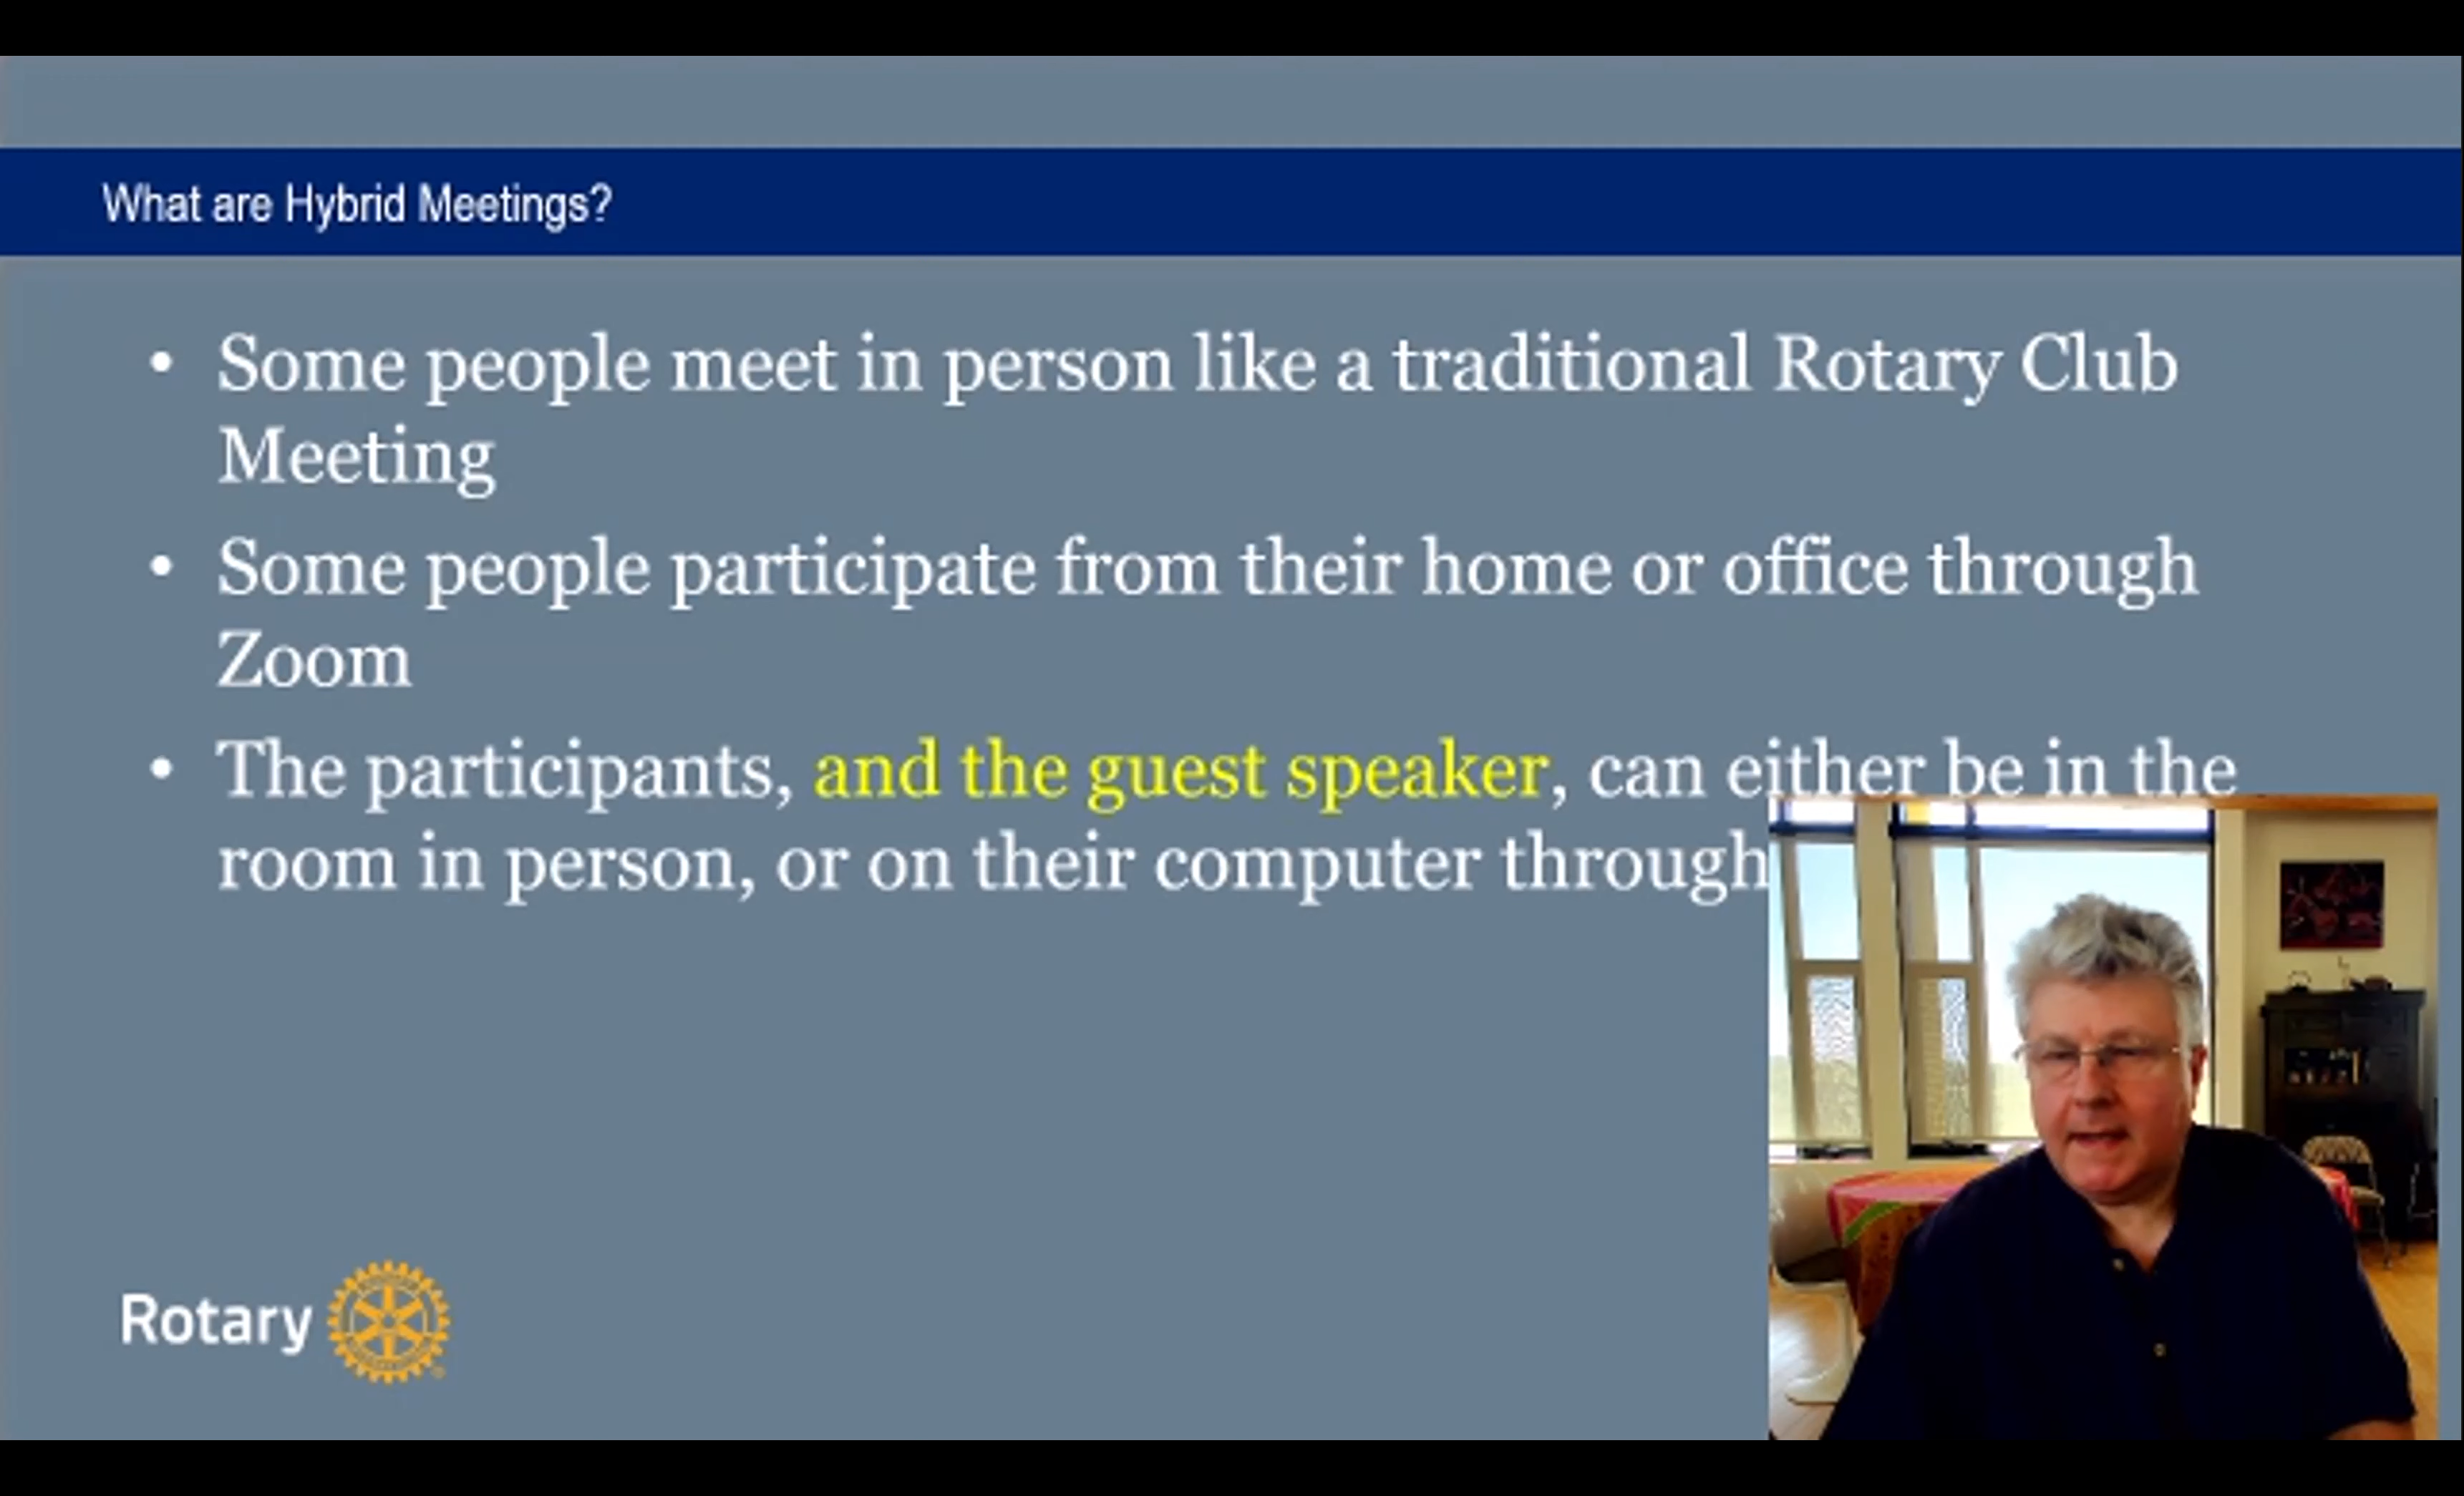 What are Hybrid Meetings?
• Some people meet in person like a traditional Rotary Club
Meeting
• Some people participate from their home or office through
Zoom
• The participants, and the guest speaker, can either be in the
room in person, or on their computer through
Rotary